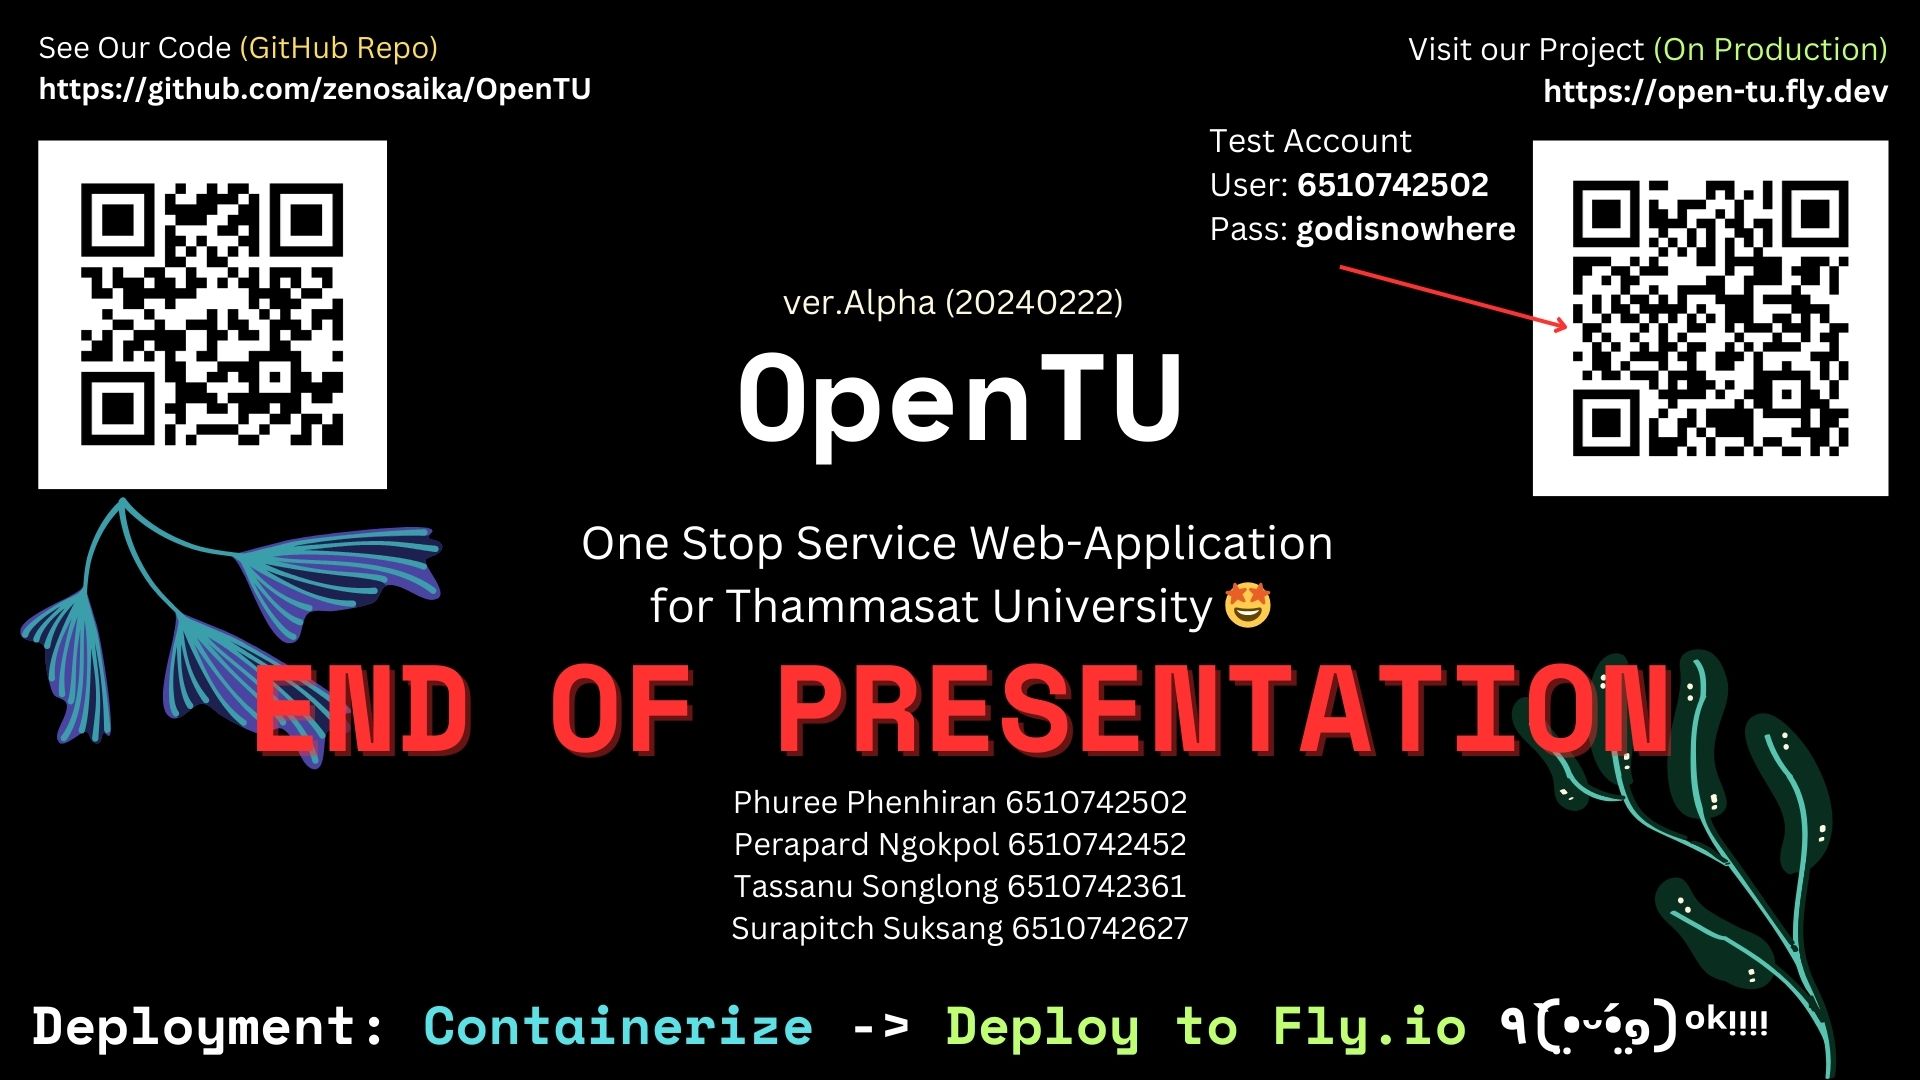 See Our Code (GitHub Repo)
https://github.com/zenosaika/OpenTU
Visit our Project (On Production)
https://open-tu.fly.dev
Test Account
User: 6510742502
Pass: godisnowhere
ver.Alpha (20240222)
OpenTU
One Stop Service Web-Application
for Thammasat University 🤩
END OF PRESENTATION
Phuree Phenhiran 6510742502
Perapard Ngokpol 6510742452
Tassanu Songlong 6510742361
Surapitch Suksang 6510742627
Deployment: Containerize -> Deploy to Fly.io ٩(̾●̮̮̃̾•̃̾)۶ᵒᵏᵎᵎᵎᵎ